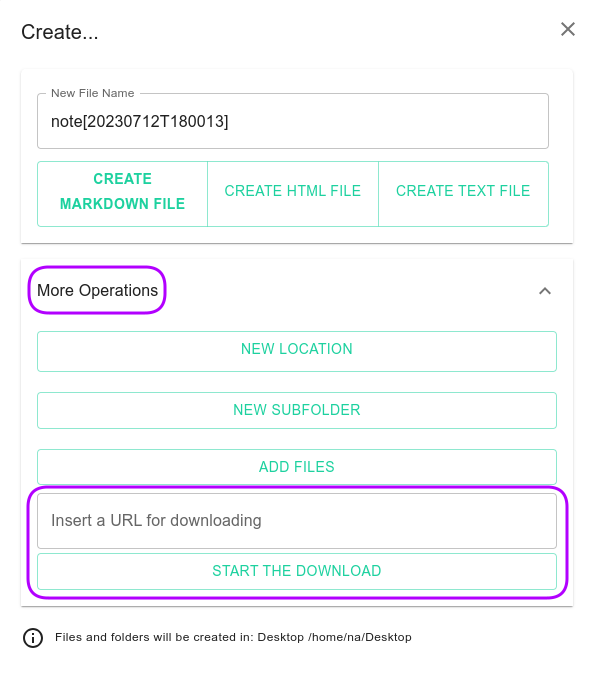 Create...
New File Name
note[20230712T180013]
CREATE
MARKDOWN FILE
CREATE HTML FILE
CREATE TEXT FILE
More Operations
NEW LOCATION
NEW SUBFOLDER
ADD FILES
Insert a URL for downloading
START THE DOWNLOAD
Files and folders will be created in: Desktop /home/na/Desktop